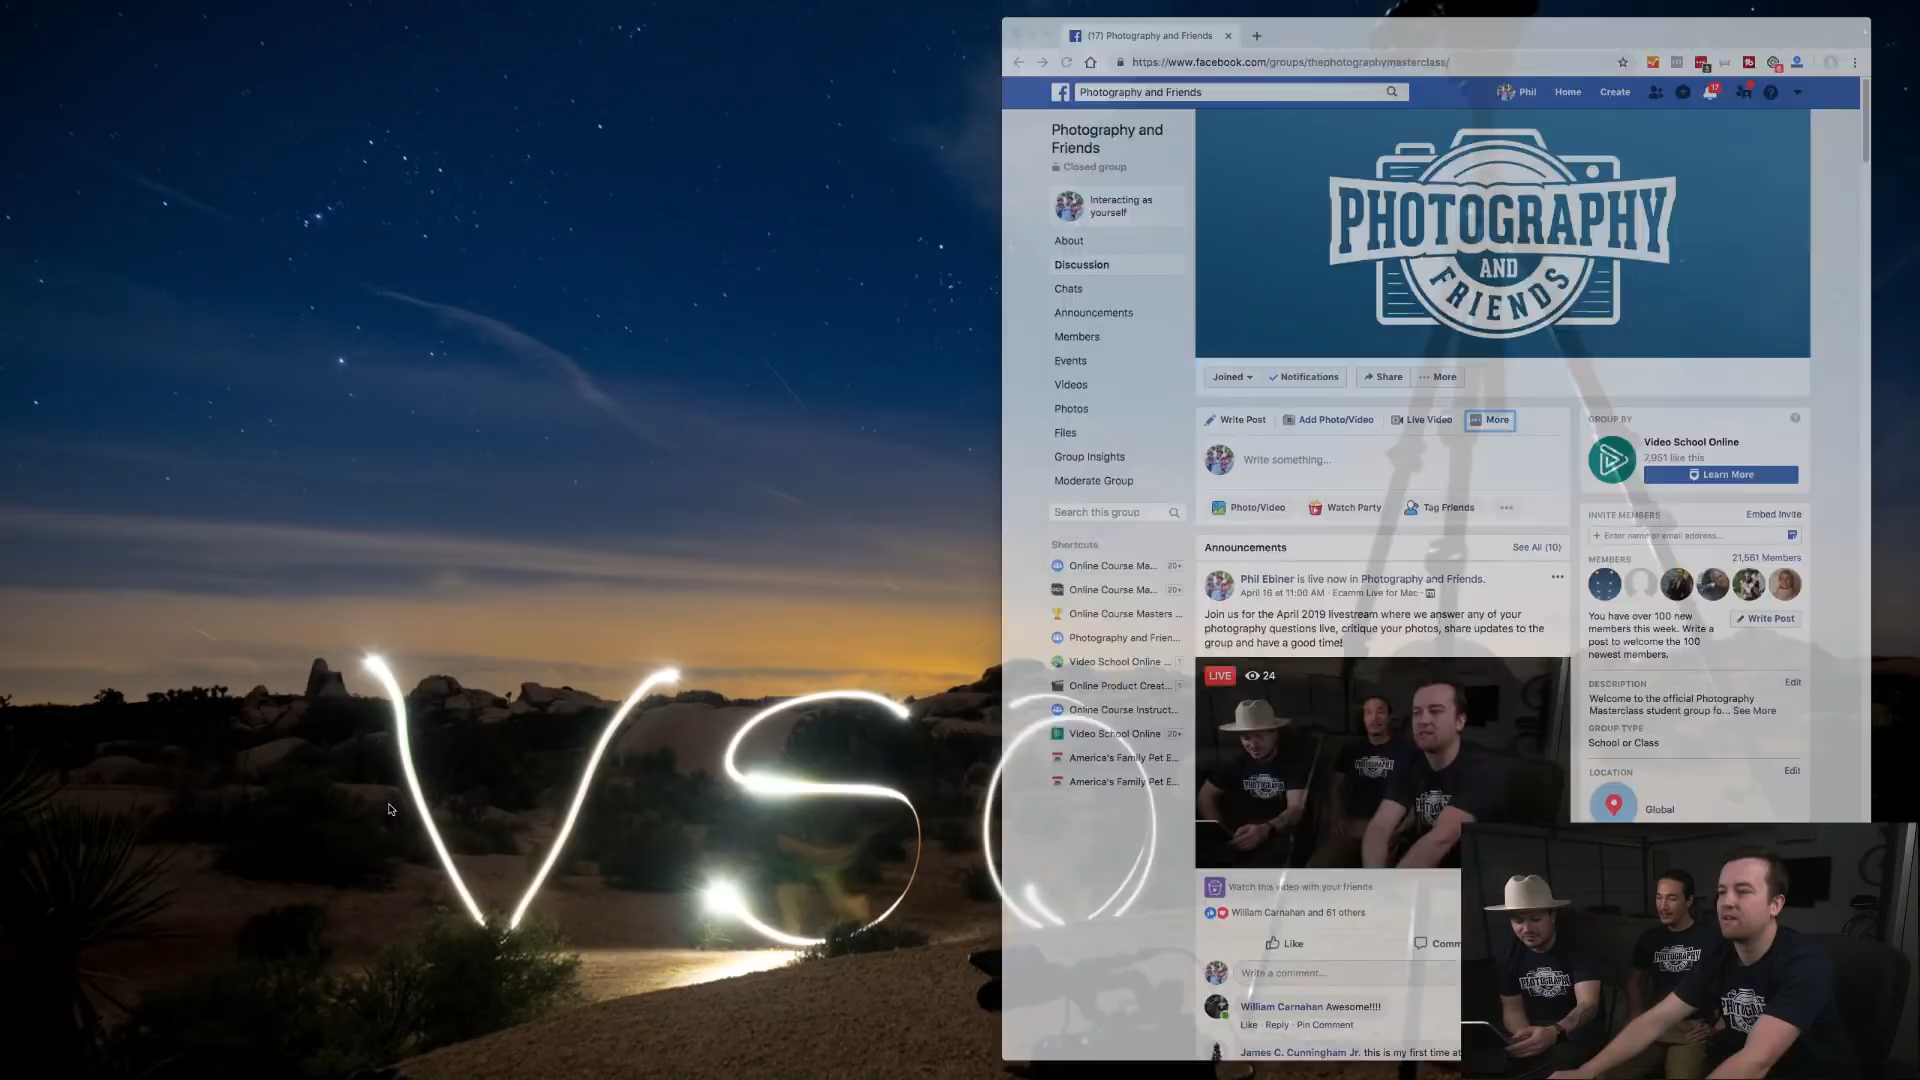 (17) Photography and Friends
https://www.facebook.com/groups/thephotographymasterclass/
Photography and Friends
Phil
Home
Create
17
Photography and
Friends
Closed group
Interacting as
yourself
About
Discussion
Chats
Announcements
Members
Events
Videos
Photos
Files
Group Insights
Moderate Group
Search this group
Shortcuts
Online Course Ma... 20+
Online Course Ma... 20+
Online Course Masters ...
Photography and Frien...
Video School Online ... 1
Online Product Creat... 1
Online Course Instruct...
Video School Online 20+
America's Family Pet E...
America's Family Pet E...
PHOTOGRAPHY
AND
FRIENDS
Joined
Notifications
Share
More
Write Post
Add Photo/Video
Live Video
More
Write something...
Photo/Video
Watch Party
Tag Friends
Announcements
See All (10)
Phil Ebiner is live now in Photography and Friends.
April 16 at 11:00 AM · Ecamm Live for Mac ·
Join us for the April 2019 livestream where we answer any of your
photography questions live, critique your photos, share updates to the
group and have a good time!
LIVE 24
Watch this video with your friends
William Carnahan and 61 others
Like
Comm
Write a comment...
William Carnahan Awesome!!!!
Like · Reply · Pin Comment
James C. Cunningham Jr. this is my first time at
GROUP BY
Video School Online
7,951 like this
Learn More
INVITE MEMBERS
Embed Invite
+ Enter name or email address...
MEMBERS
21,561 Members
You have over 100 new
members this week. Write a
post to welcome the 100
newest members.
Write Post
DESCRIPTION
Edit
Welcome to the official Photography
Masterclass student group fo... See More
GROUP TYPE
School or Class
LOCATION
Edit
Global
VSO
PHOTOGRAPHY
PHOTOGRAPHY